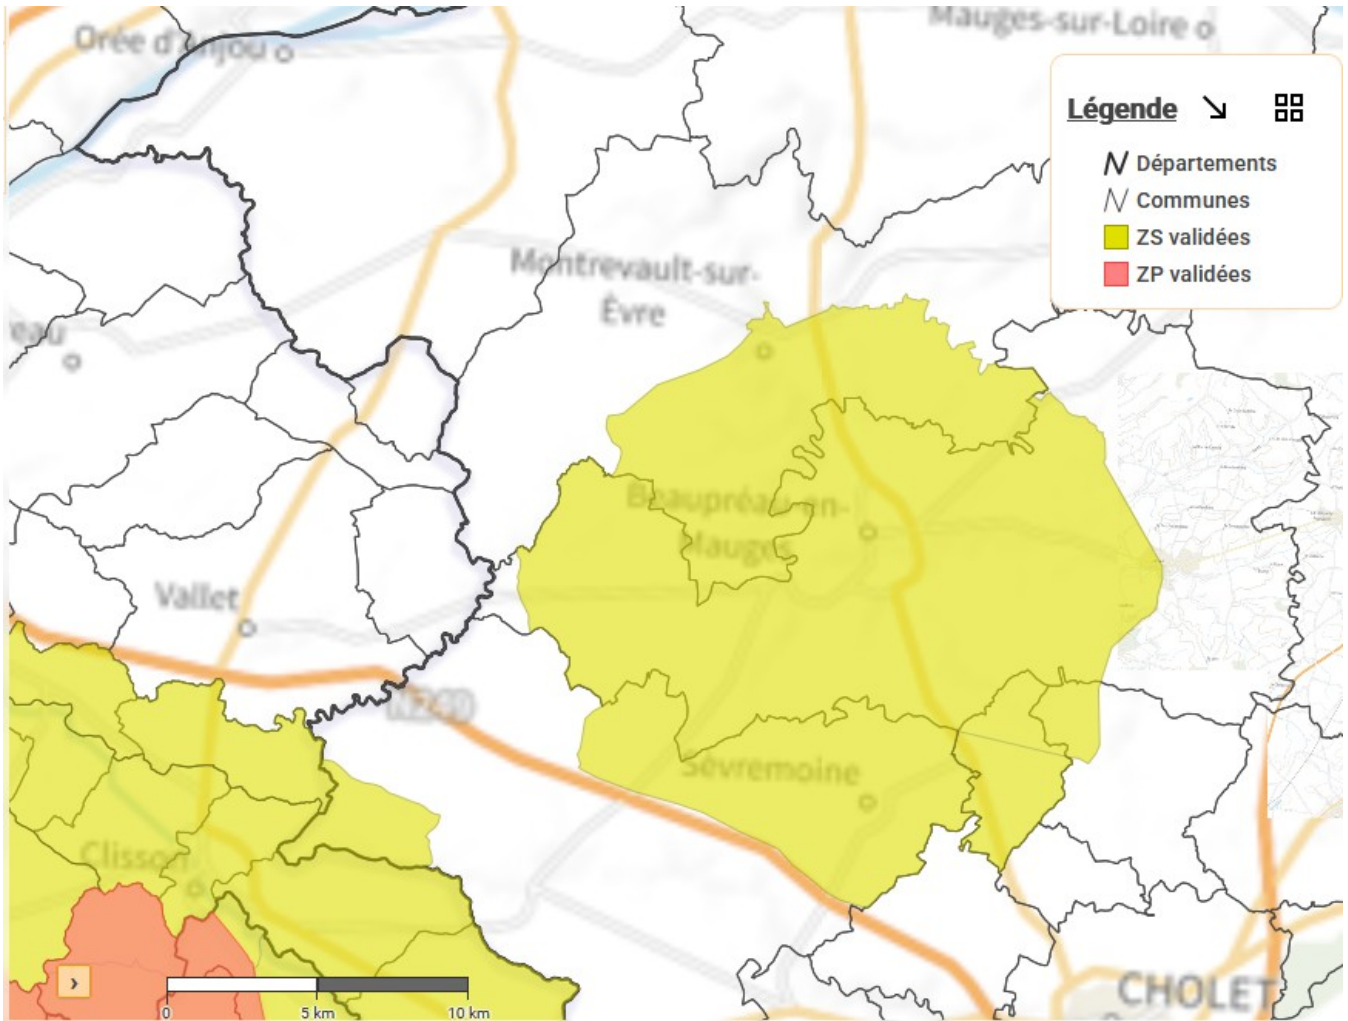 Orée d'Anjou
Mauges-sur-Loire
Légende
Départements
Communes
ZS validées
ZP validées
Montrevault-sur-
Èvre
eau
Beaupréau-en-
Mauges
Vallet
N249
Sèvremoine
Clisson
CHOLET
0 5 km 10 km